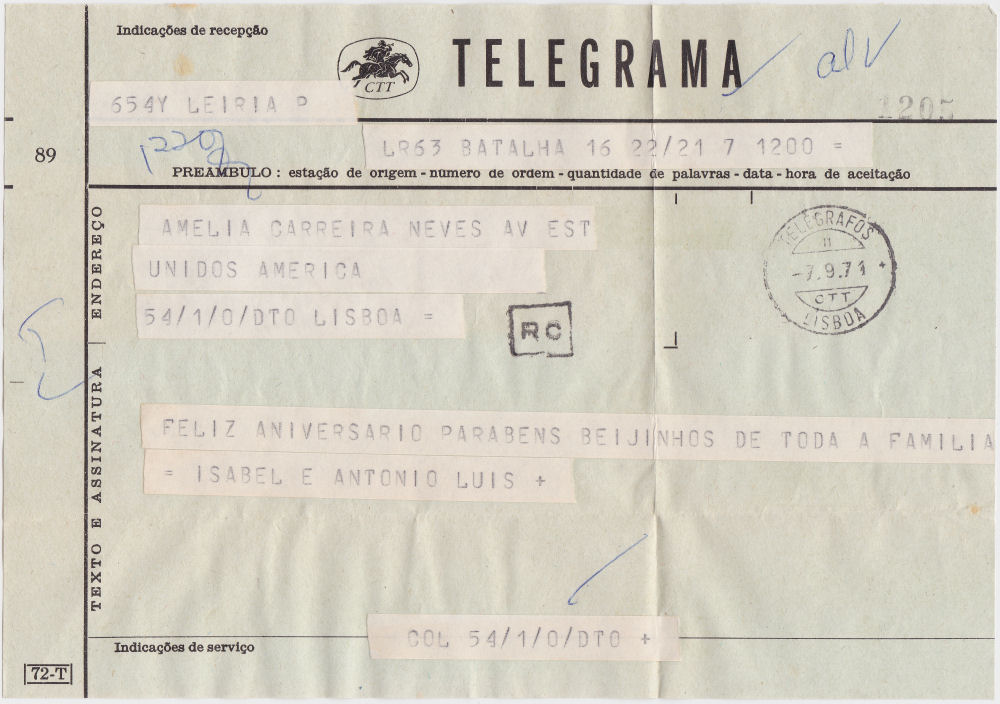 Indicações de recepção
CTT
TELEGRAMA
1205
654Y LEIRIA P
89
LR63 BATALHA 16 22/21 7 1200 =
PREAMBULO : estação de origem - número de ordem - quantidade de palavras - data - hora de aceitação
TEXTO E ASSINATURA | ENDEREÇO
AMELIA CARREIRA NEVES AV EST
UNIDOS AMERICA
54/1/0/DTO LISBOA =
TELEGRAFOS
11
-7.9.71
CTT
LISBOA
RC
FELIZ ANIVERSARIO PARABENS BEIJINHOS DE TODA A FAMILIA
= ISABEL E ANTONIO LUIS +
COL 54/1/0/DTO +
Indicações de serviço
72-T